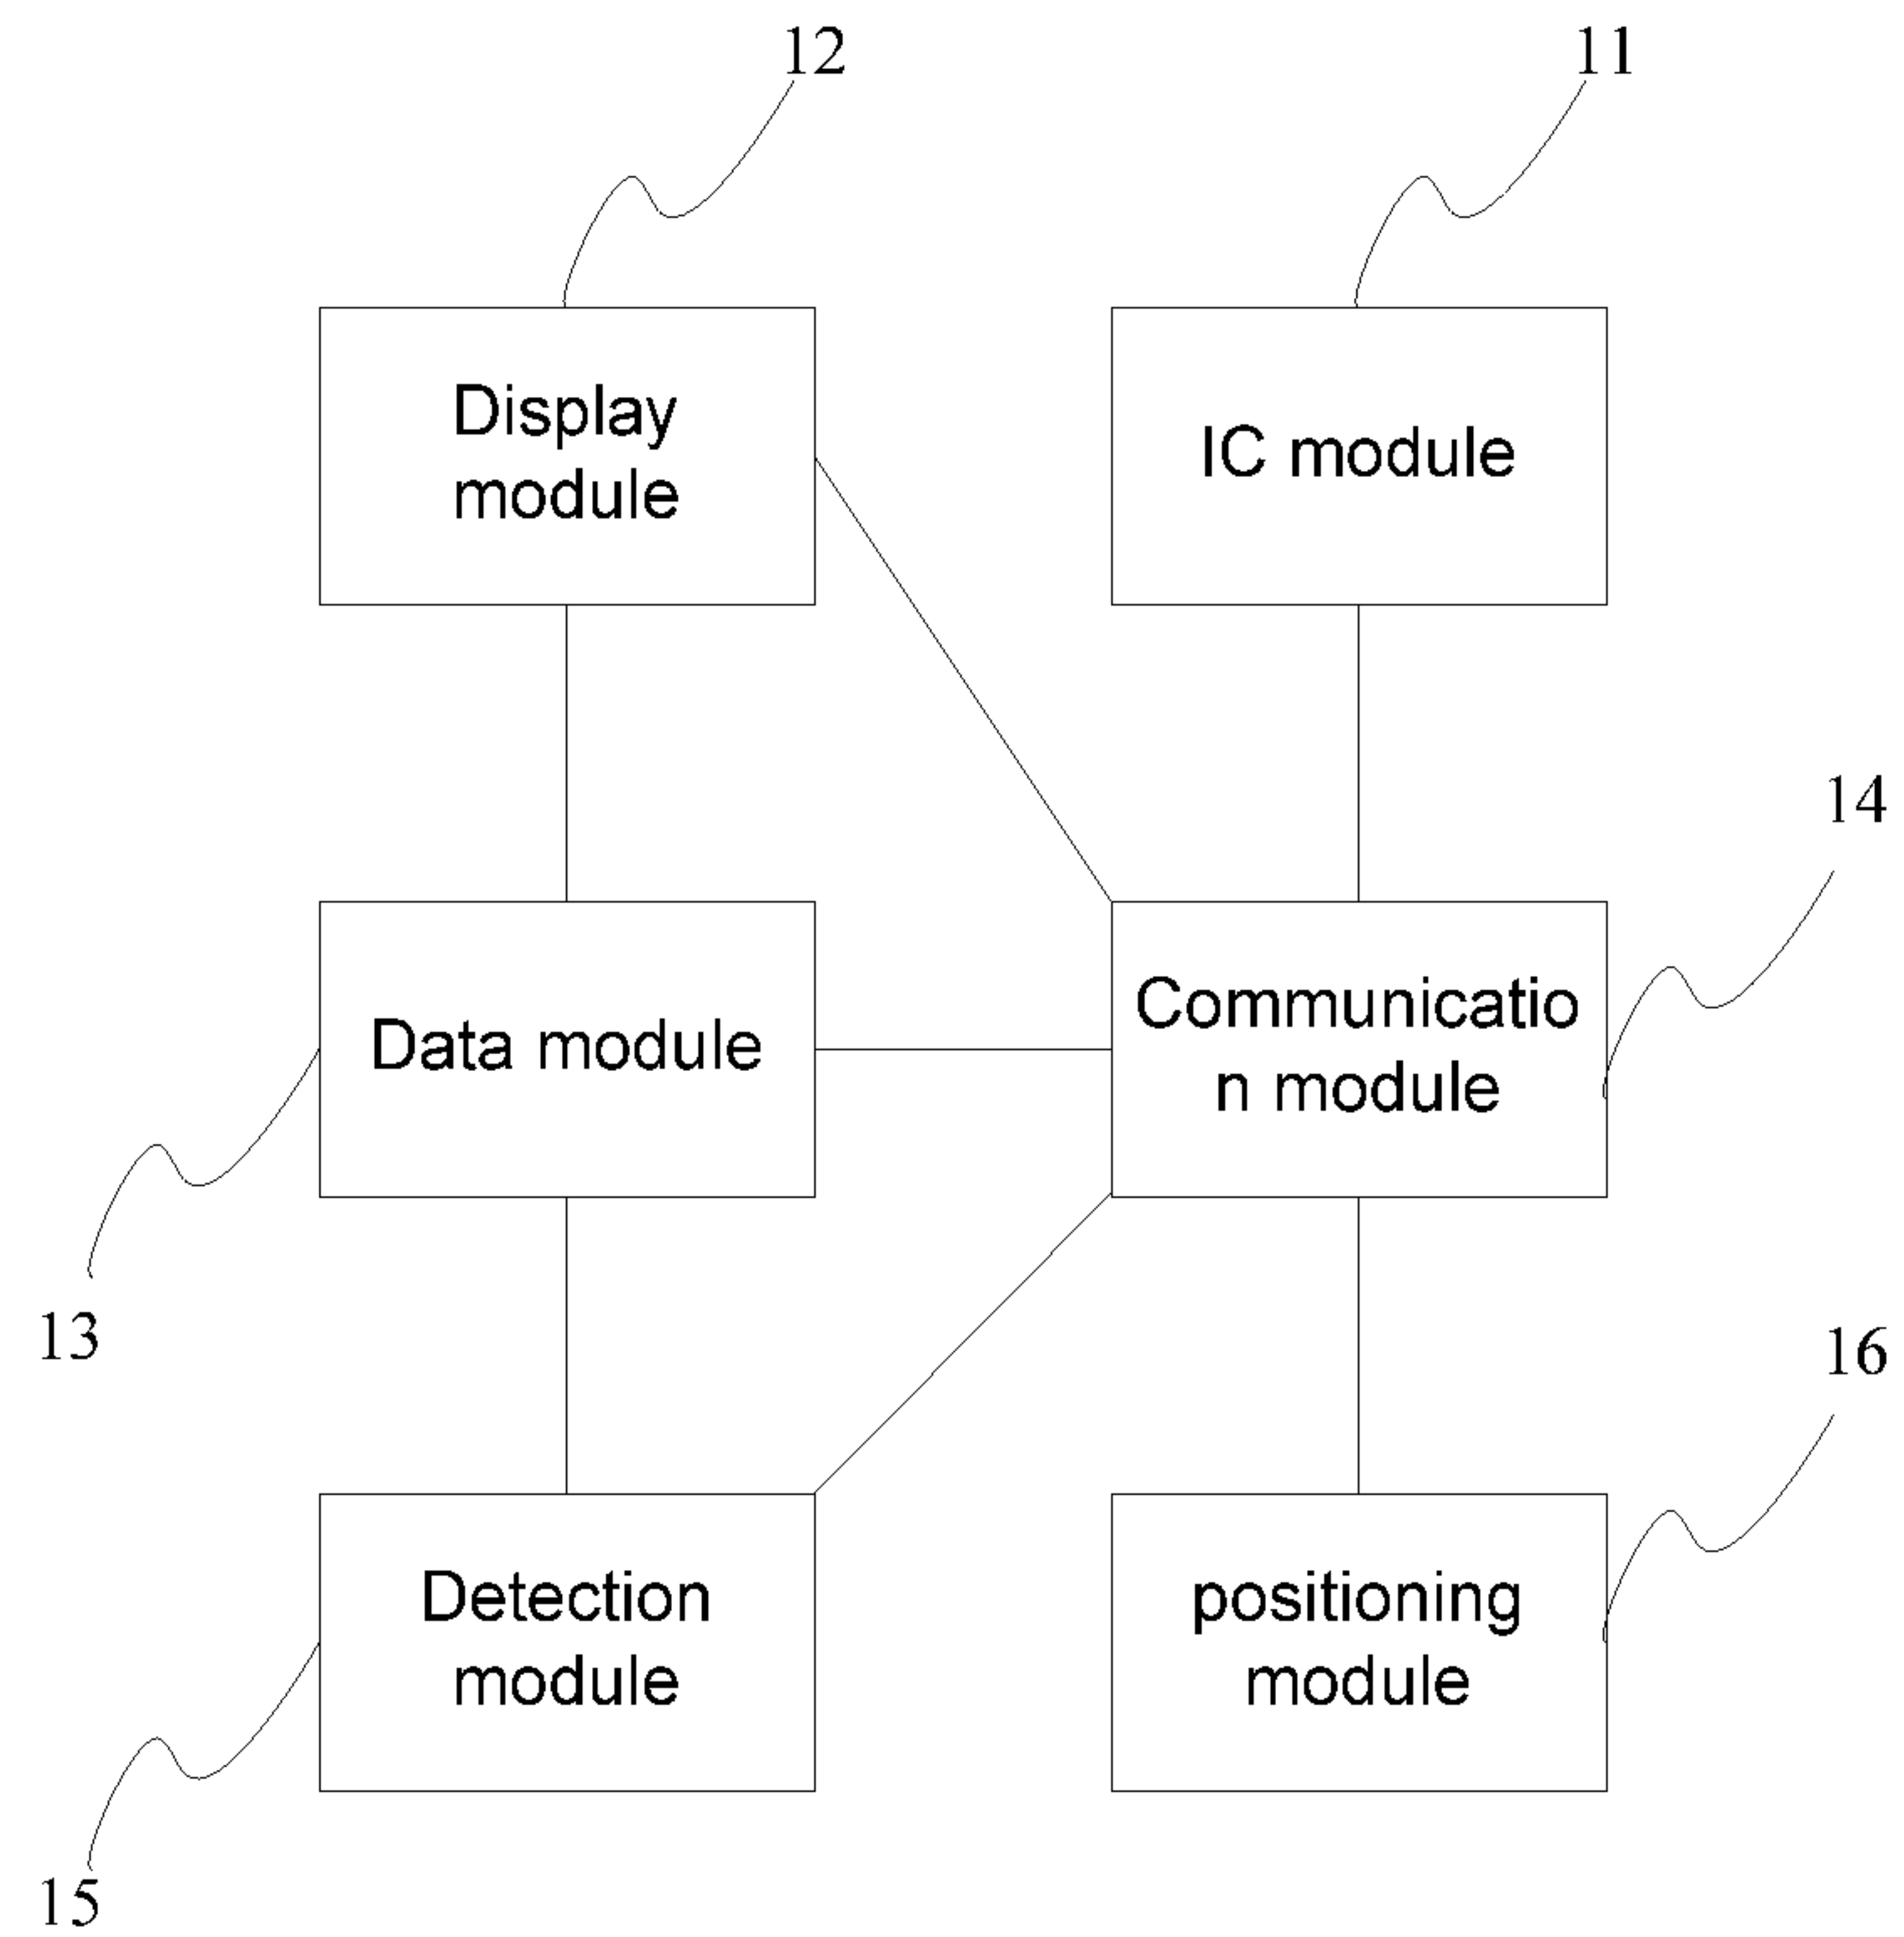 12
11
Display
module
IC module
14
Data module
Communicatio
n module
13
16
Detection
module
positioning
module
15